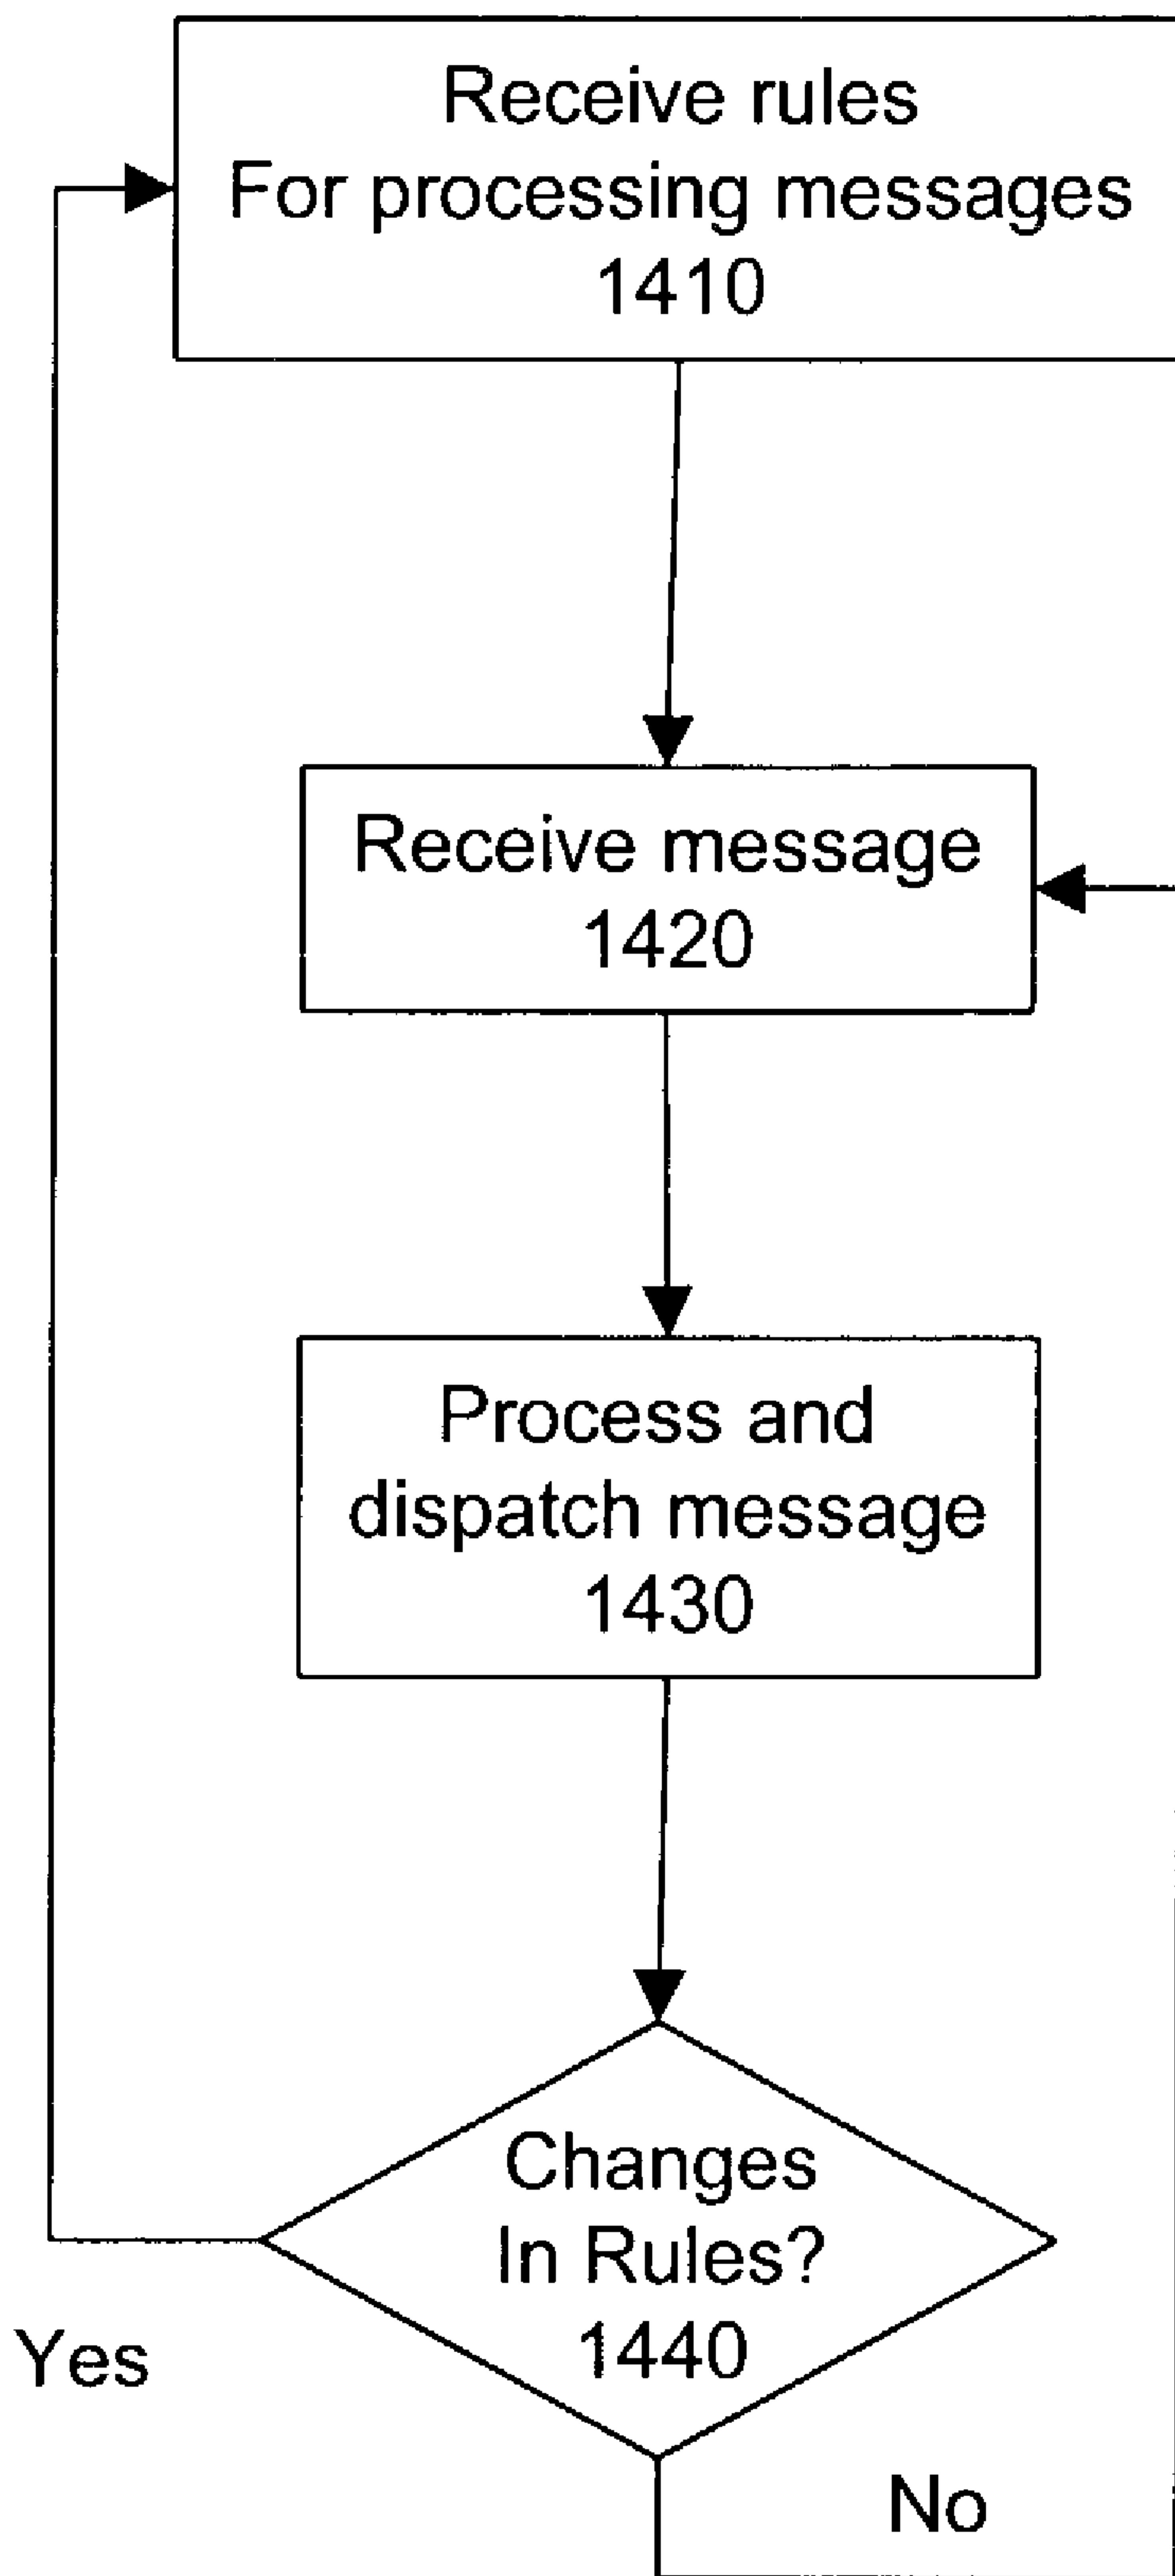 Receive rules
For processing messages
1410
Receive message
1420
Process and
dispatch message
1430
Changes
In Rules?
1440
Yes
No